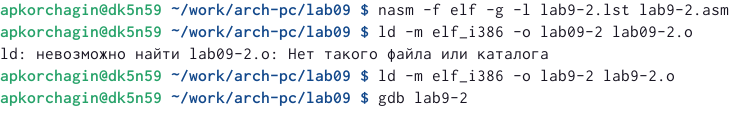 apkorchagin@dk5n59 ~/work/arch-pc/lab09 $ nasm -f elf -g -l lab9-2.lst lab9-2.asm
apkorchagin@dk5n59 ~/work/arch-pc/lab09 $ ld -m elf_i386 -o lab09-2 lab09-2.o
ld: невозможно найти lab09-2.o: Нет такого файла или каталога
apkorchagin@dk5n59 ~/work/arch-pc/lab09 $ ld -m elf_i386 -o lab9-2 lab9-2.o
apkorchagin@dk5n59 ~/work/arch-pc/lab09 $ gdb lab9-2